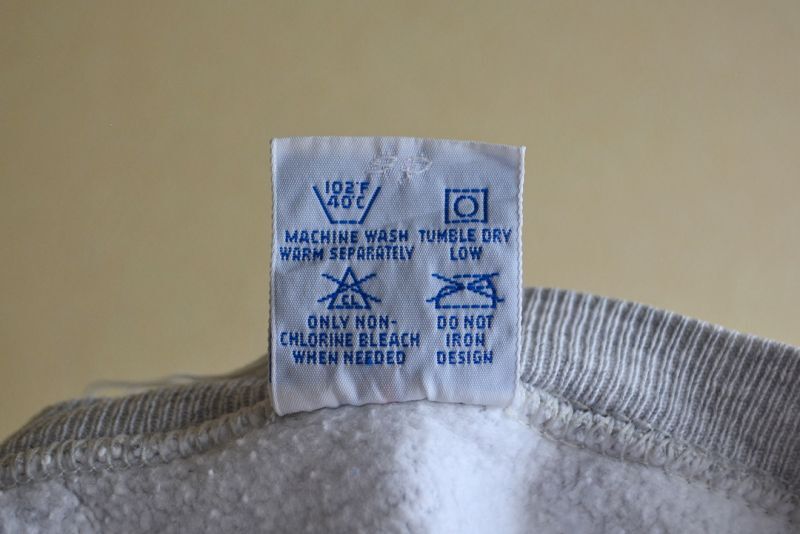 102°F
40°C
MACHINE WASH
WARM SEPARATELY
TUMBLE DRY
LOW
CL
ONLY NON-
CHLORINE BLEACH
WHEN NEEDED
DO NOT
IRON
DESIGN